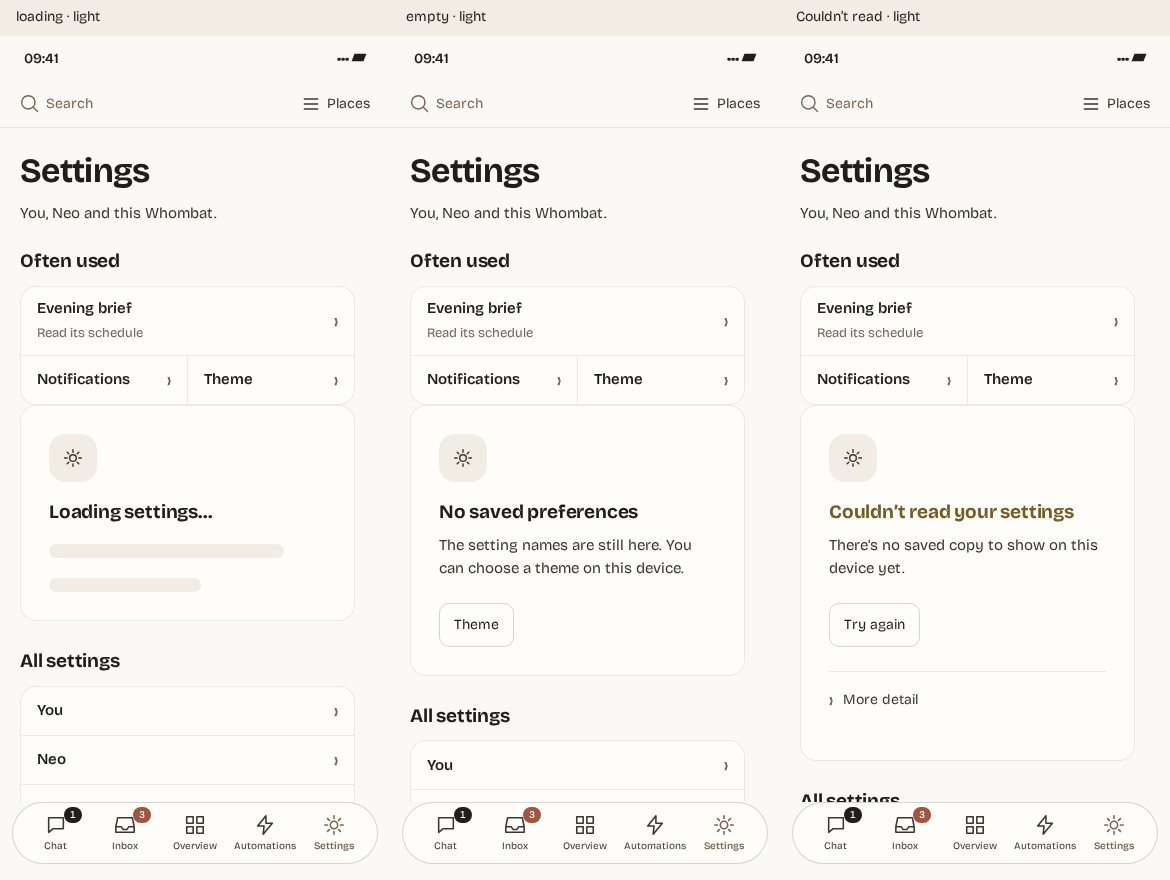 loading · light
09:41
Search
Places
Settings
You, Neo and this Whombat.
Often used
Evening brief
Read its schedule
Notifications
Theme
Loading settings…
All settings
You
Neo
1
3
Chat
Inbox
Overview
Automations
Settings
empty · light
09:41
Search
Places
Settings
You, Neo and this Whombat.
Often used
Evening brief
Read its schedule
Notifications
Theme
No saved preferences
The setting names are still here. You
can choose a theme on this device.
Theme
All settings
You
1
3
Chat
Inbox
Overview
Automations
Settings
Couldn’t read · light
09:41
Search
Places
Settings
You, Neo and this Whombat.
Often used
Evening brief
Read its schedule
Notifications
Theme
Couldn’t read your settings
There’s no saved copy to show on this
device yet.
Try again
More detail
All settings
1
3
Chat
Inbox
Overview
Automations
Settings